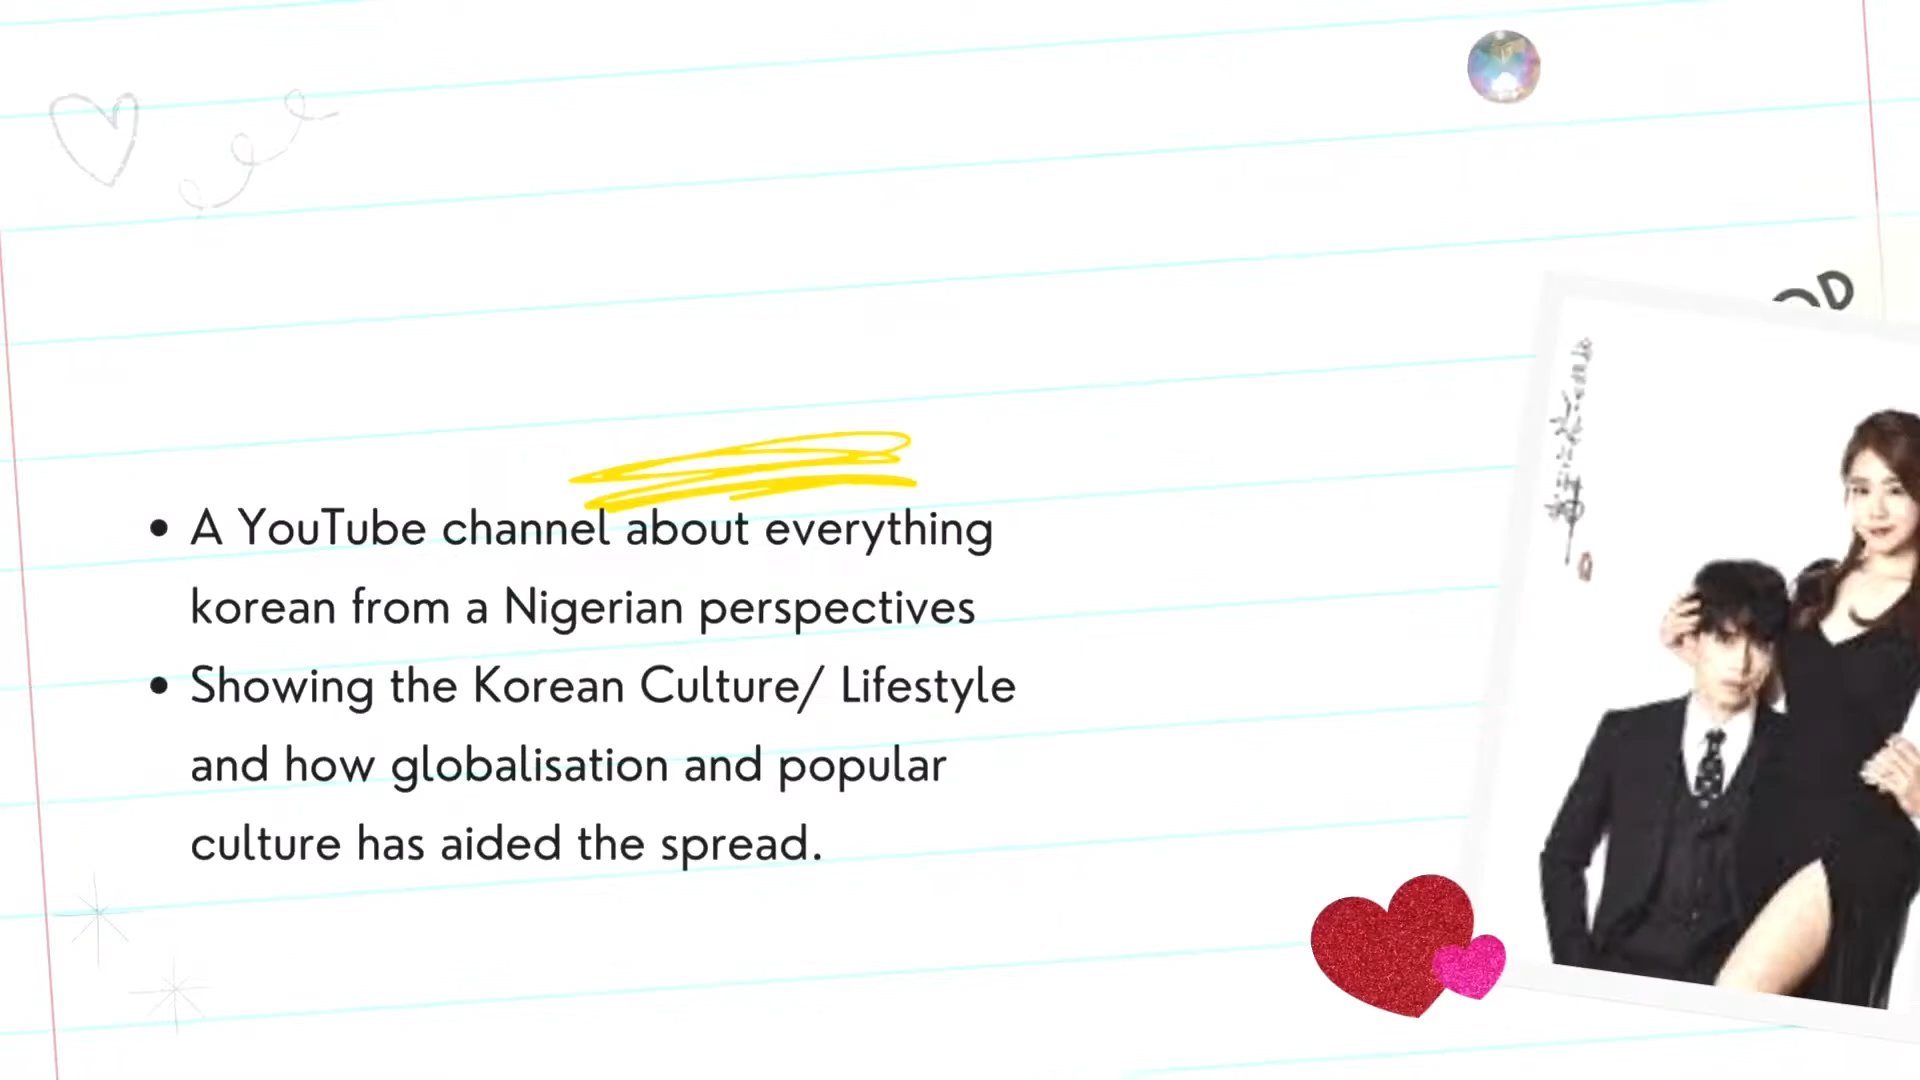 A YouTube channel about everything
korean from a Nigerian perspectives
Showing the Korean Culture/ Lifestyle
and how globalisation and popular
culture has aided the spread.